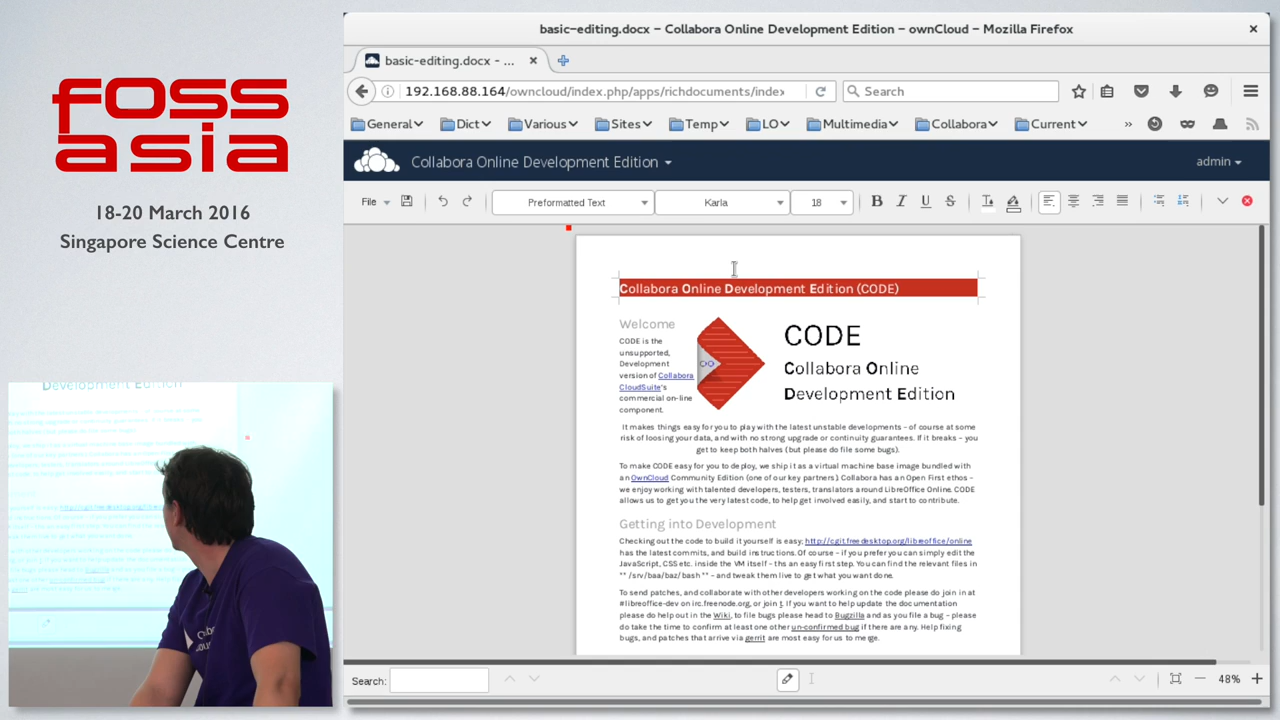 FOSS
asia
18-20 March 2016
Singapore Science Centre
basic-editing.docx – Collabora Online Development Edition – ownCloud – Mozilla Firefox
basic-editing.docx - ...
192.168.88.164/owncloud/index.php/apps/richdocuments/index
Search
General
Dict
Various
Sites
Temp
LO
Multimedia
Collabora
Current
Collabora Online Development Edition
admin
File
Preformatted Text
Karla
18
B I U S
Collabora Online Development Edition (CODE)
Welcome
CODE is the
unsupported,
Development
version of Collabora
CloudSuite's
commercial on-line
component.
CODE
Collabora Online
Development Edition
It makes things easy for you to play with the latest unstable developments – of course at some
risk of loosing your data, and with no strong upgrade or continuity guarantees. If it breaks – you
get to keep both halves (but please do file some bugs).
To make CODE easy for you to deploy, we ship it as a virtual machine base image bundled with
an OwnCloud Community Edition (one of our key partners). Collabora has an Open First ethos –
we enjoy working with talented developers, testers, translators around LibreOffice Online. CODE
allows us to get you the very latest code, to help get involved easily, and start to contribute.
Getting into Development
Checking out the code to build it yourself is easy; http://cgit.freedesktop.org/libreoffice/online
has the latest commits, and build instructions. Of course – if you prefer you can simply edit the
JavaScript, CSS etc. inside the VM itself – ths an easy first step. You can find the relevant files in
** /srv/baa/baz/bash ** – and tweak them live to get what you want done.
To send patches, and collaborate with other developers working on the code please do join in at
#libreoffice-dev on irc.freenode.org, or join t. If you want to help update the documentation
please do help out in the Wiki, to file bugs please head to Bugzilla and as you file a bug – please
do take the time to confirm at least one other un-confirmed bug if there are any. Help fixing
bugs, and patches that arrive via gerrit are most easy for us to merge.
Search:
48%
Development Edition